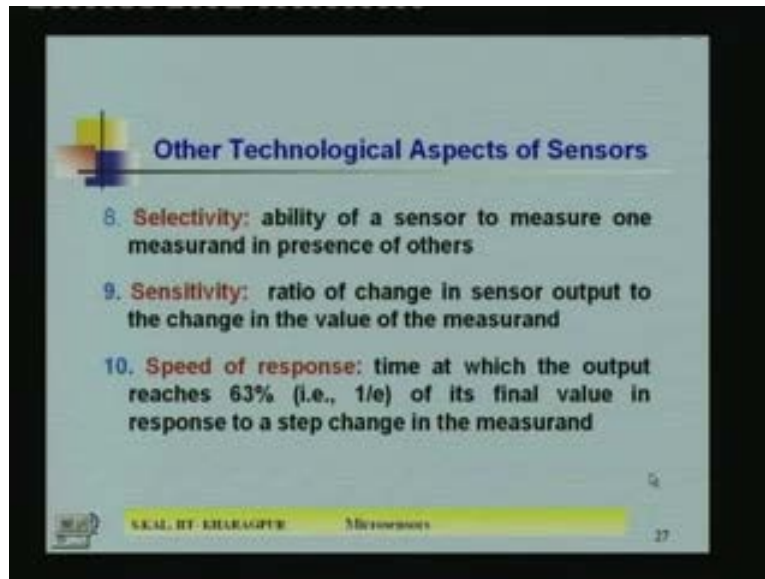 Other Technological Aspects of Sensors
8. Selectivity: ability of a sensor to measure one
measurand in presence of others
9. Sensitivity: ratio of change in sensor output to
the change in the value of the measurand
10. Speed of response: time at which the output
reaches 63% (i.e., 1/e) of its final value in
response to a step change in the measurand
S.KAL, IIT- KHARAGPUR Microsensors
27